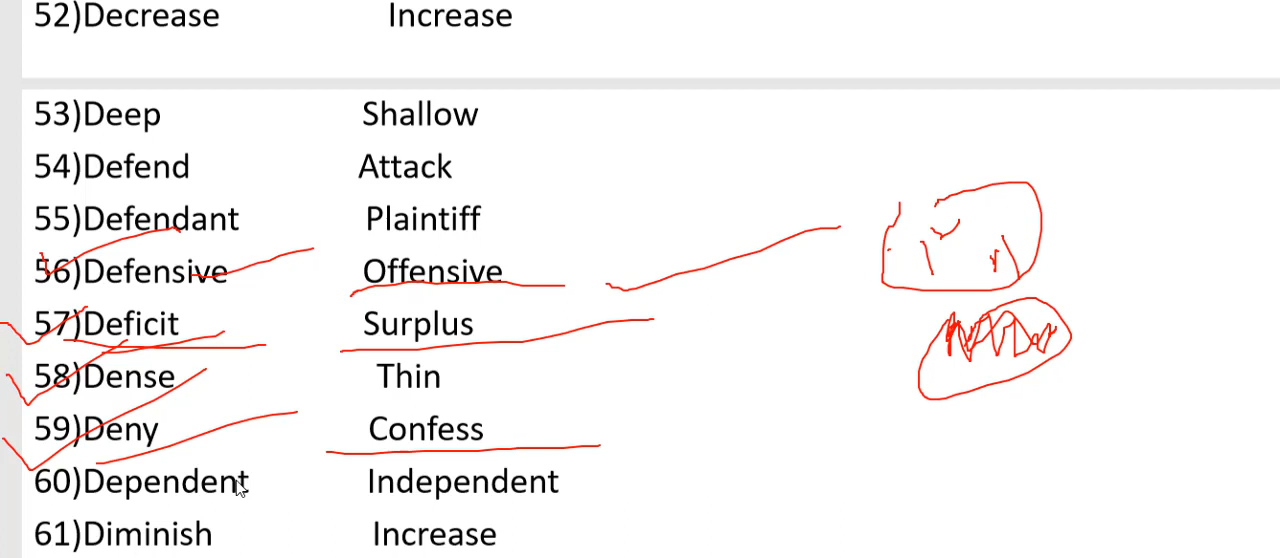 52)Decrease Increase
53)Deep Shallow
54)Defend Attack
55)Defendant Plaintiff
56)Defensive Offensive
57)Deficit Surplus
58)Dense Thin
59)Deny Confess
60)Dependent Independent
61)Diminish Increase